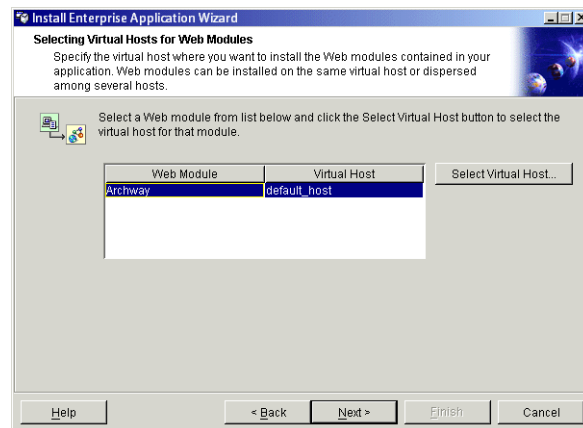 Install Enterprise Application Wizard
Selecting Virtual Hosts for Web Modules
Specify the virtual host where you want to install the Web modules contained in your
application. Web modules can be installed on the same virtual host or dispersed
among several hosts.
Select a Web module from list below and click the Select Virtual Host button to select the
virtual host for that module.
Web Module Virtual Host Select Virtual Host...
Archway default_host
Help < Back Next > Finish Cancel